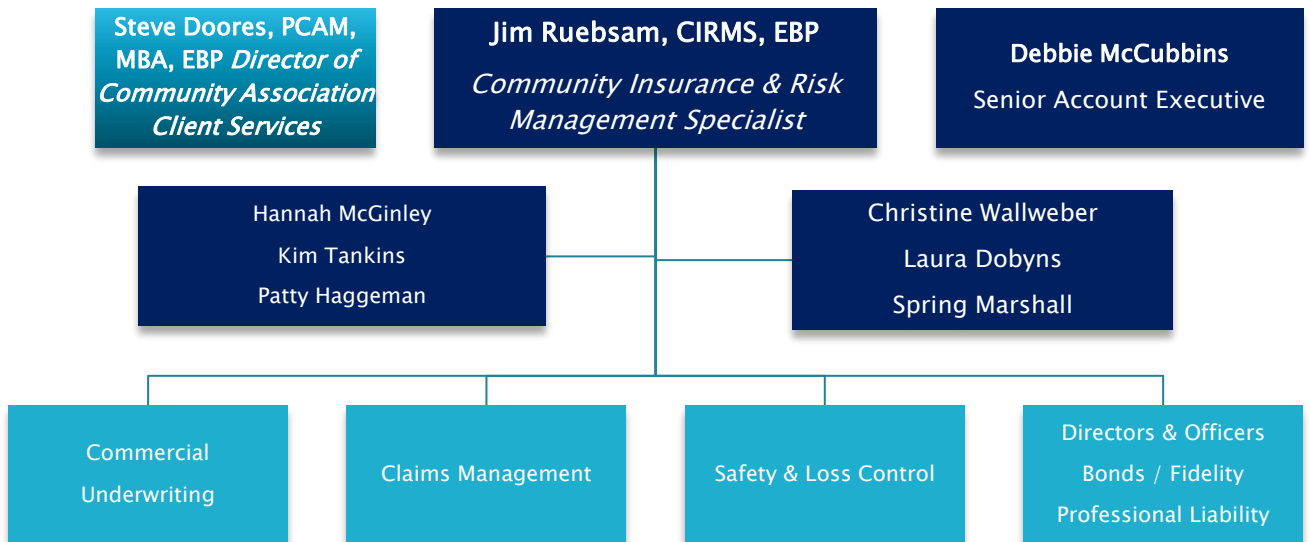 Steve Doores, PCAM,
MBA, EBP Director of
Community Association
Client Services
Jim Ruebsam, CIRMS, EBP
Community Insurance & Risk
Management Specialist
Debbie McCubbins
Senior Account Executive
Hannah McGinley
Kim Tankins
Patty Haggeman
Christine Wallweber
Laura Dobyns
Spring Marshall
Commercial
Underwriting
Claims Management
Safety & Loss Control
Directors & Officers
Bonds / Fidelity
Professional Liability